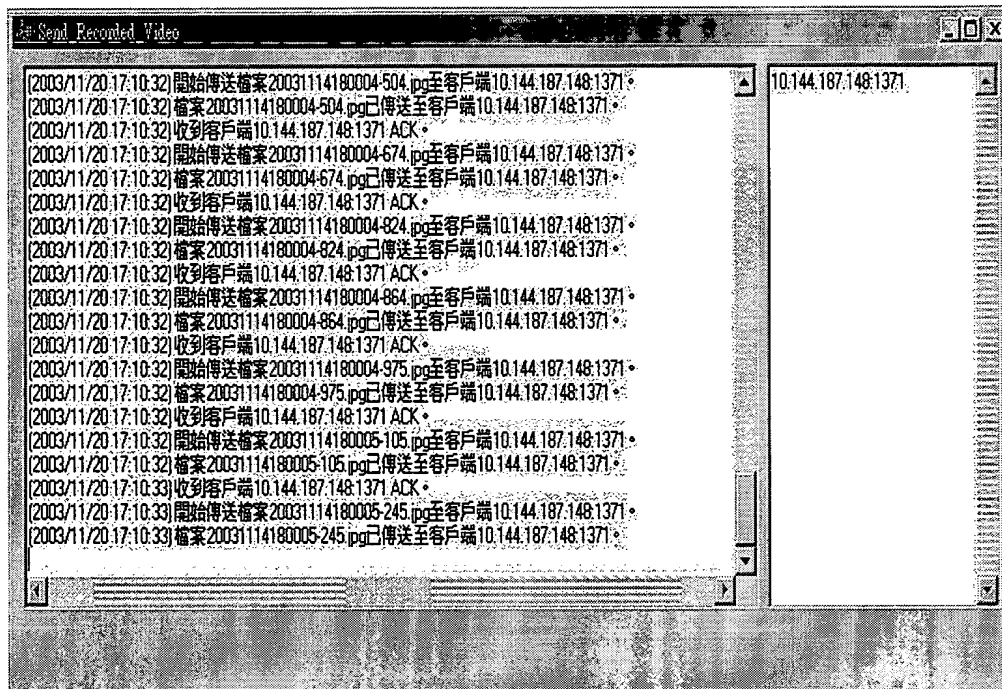 Send_Recorded_Video
[2003/11/20 17:10:32]開始傳送檔案20031114180004-504.jpg至客戶端10.144.187.148:1371。
[2003/11/20 17:10:32]檔案20031114180004-504.jpg已傳送至客戶端10.144.187.148:1371。
[2003/11/20 17:10:32]收到客戶端10.144.187.148:1371 ACK。
[2003/11/20 17:10:32]開始傳送檔案20031114180004-674.jpg至客戶端10.144.187.148:1371。
[2003/11/20 17:10:32]檔案20031114180004-674.jpg已傳送至客戶端10.144.187.148:1371。
[2003/11/20 17:10:32]收到客戶端10.144.187.148:1371 ACK。
[2003/11/20 17:10:32]開始傳送檔案20031114180004-824.jpg至客戶端10.144.187.148:1371。
[2003/11/20 17:10:32]檔案20031114180004-824.jpg已傳送至客戶端10.144.187.148:1371。
[2003/11/20 17:10:32]收到客戶端10.144.187.148:1371 ACK。
[2003/11/20 17:10:32]開始傳送檔案20031114180004-864.jpg至客戶端10.144.187.148:1371。
[2003/11/20 17:10:32]檔案20031114180004-864.jpg已傳送至客戶端10.144.187.148:1371。
[2003/11/20 17:10:32]收到客戶端10.144.187.148:1371 ACK。
[2003/11/20 17:10:32]開始傳送檔案20031114180004-975.jpg至客戶端10.144.187.148:1371。
[2003/11/20 17:10:32]檔案20031114180004-975.jpg已傳送至客戶端10.144.187.148:1371。
[2003/11/20 17:10:32]收到客戶端10.144.187.148:1371 ACK。
[2003/11/20 17:10:32]開始傳送檔案20031114180005-105.jpg至客戶端10.144.187.148:1371。
[2003/11/20 17:10:32]檔案20031114180005-105.jpg已傳送至客戶端10.144.187.148:1371。
[2003/11/20 17:10:33]收到客戶端10.144.187.148:1371 ACK。
[2003/11/20 17:10:33]開始傳送檔案20031114180005-245.jpg至客戶端10.144.187.148:1371。
[2003/11/20 17:10:33]檔案20031114180005-245.jpg已傳送至客戶端10.144.187.148:1371。
10.144.187.148:1371